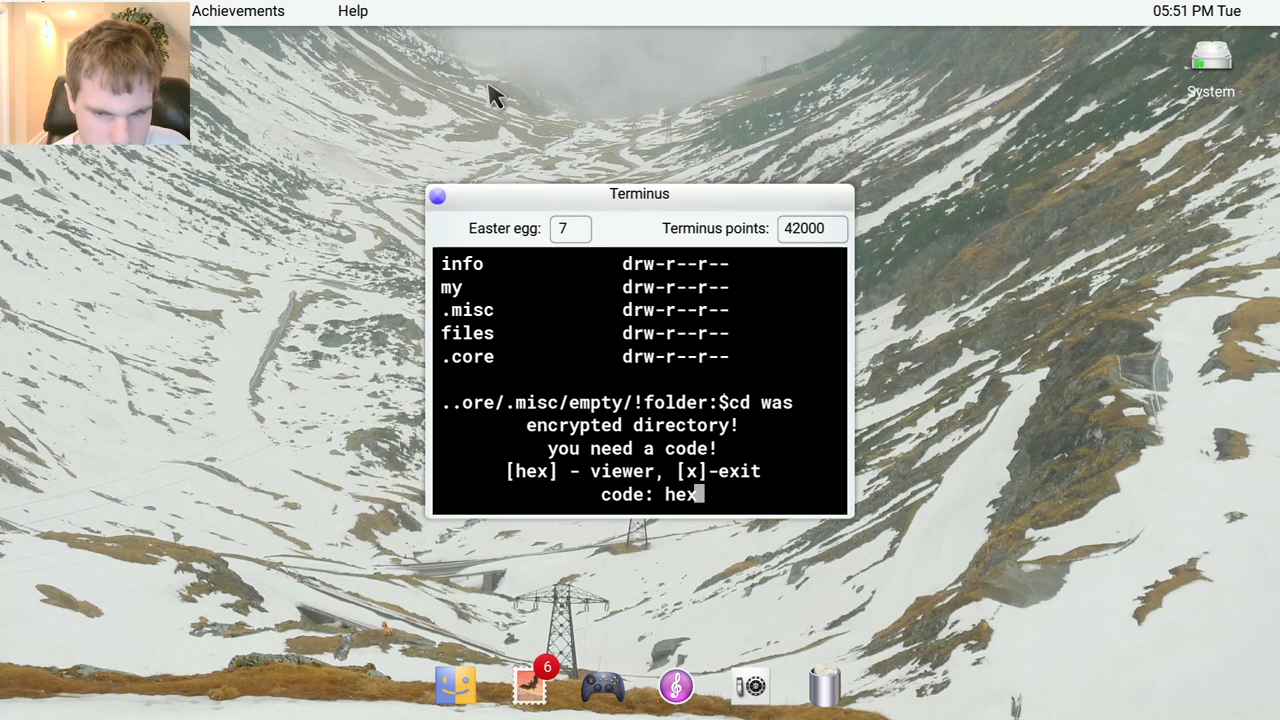 Achievements Help 05:51 PM Tue
System
Terminus
Easter egg: 7 Terminus points: 42000
info drw-r--r--
my drw-r--r--
.misc drw-r--r--
files drw-r--r--
.core drw-r--r--
..ore/.misc/empty/!folder:$cd was
encrypted directory!
you need a code!
[hex] - viewer, [x]-exit
code: hex
6